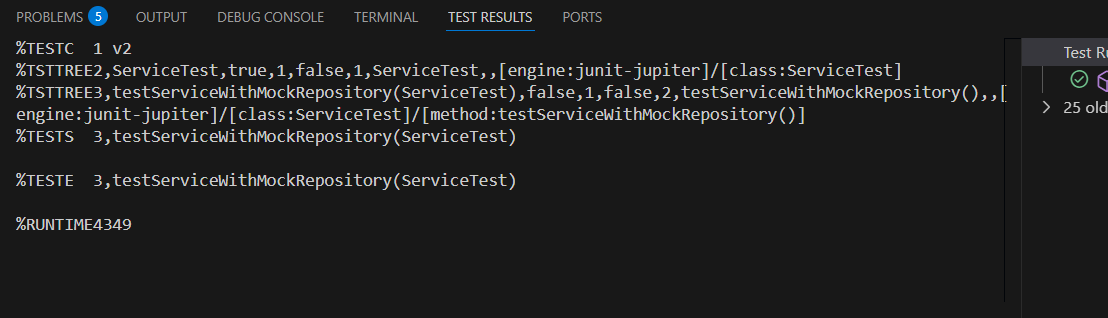 PROBLEMS 5 OUTPUT DEBUG CONSOLE TERMINAL TEST RESULTS PORTS
%TESTC  1 v2
%TSTTREE2,ServiceTest,true,1,false,1,ServiceTest,,[engine:junit-jupiter]/[class:ServiceTest]
%TSTTREE3,testServiceWithMockRepository(ServiceTest),false,1,false,2,testServiceWithMockRepository(),,[
engine:junit-jupiter]/[class:ServiceTest]/[method:testServiceWithMockRepository()]
%TESTS  3,testServiceWithMockRepository(ServiceTest)
%TESTE  3,testServiceWithMockRepository(ServiceTest)
%RUNTIME4349
Test Ru
25 old